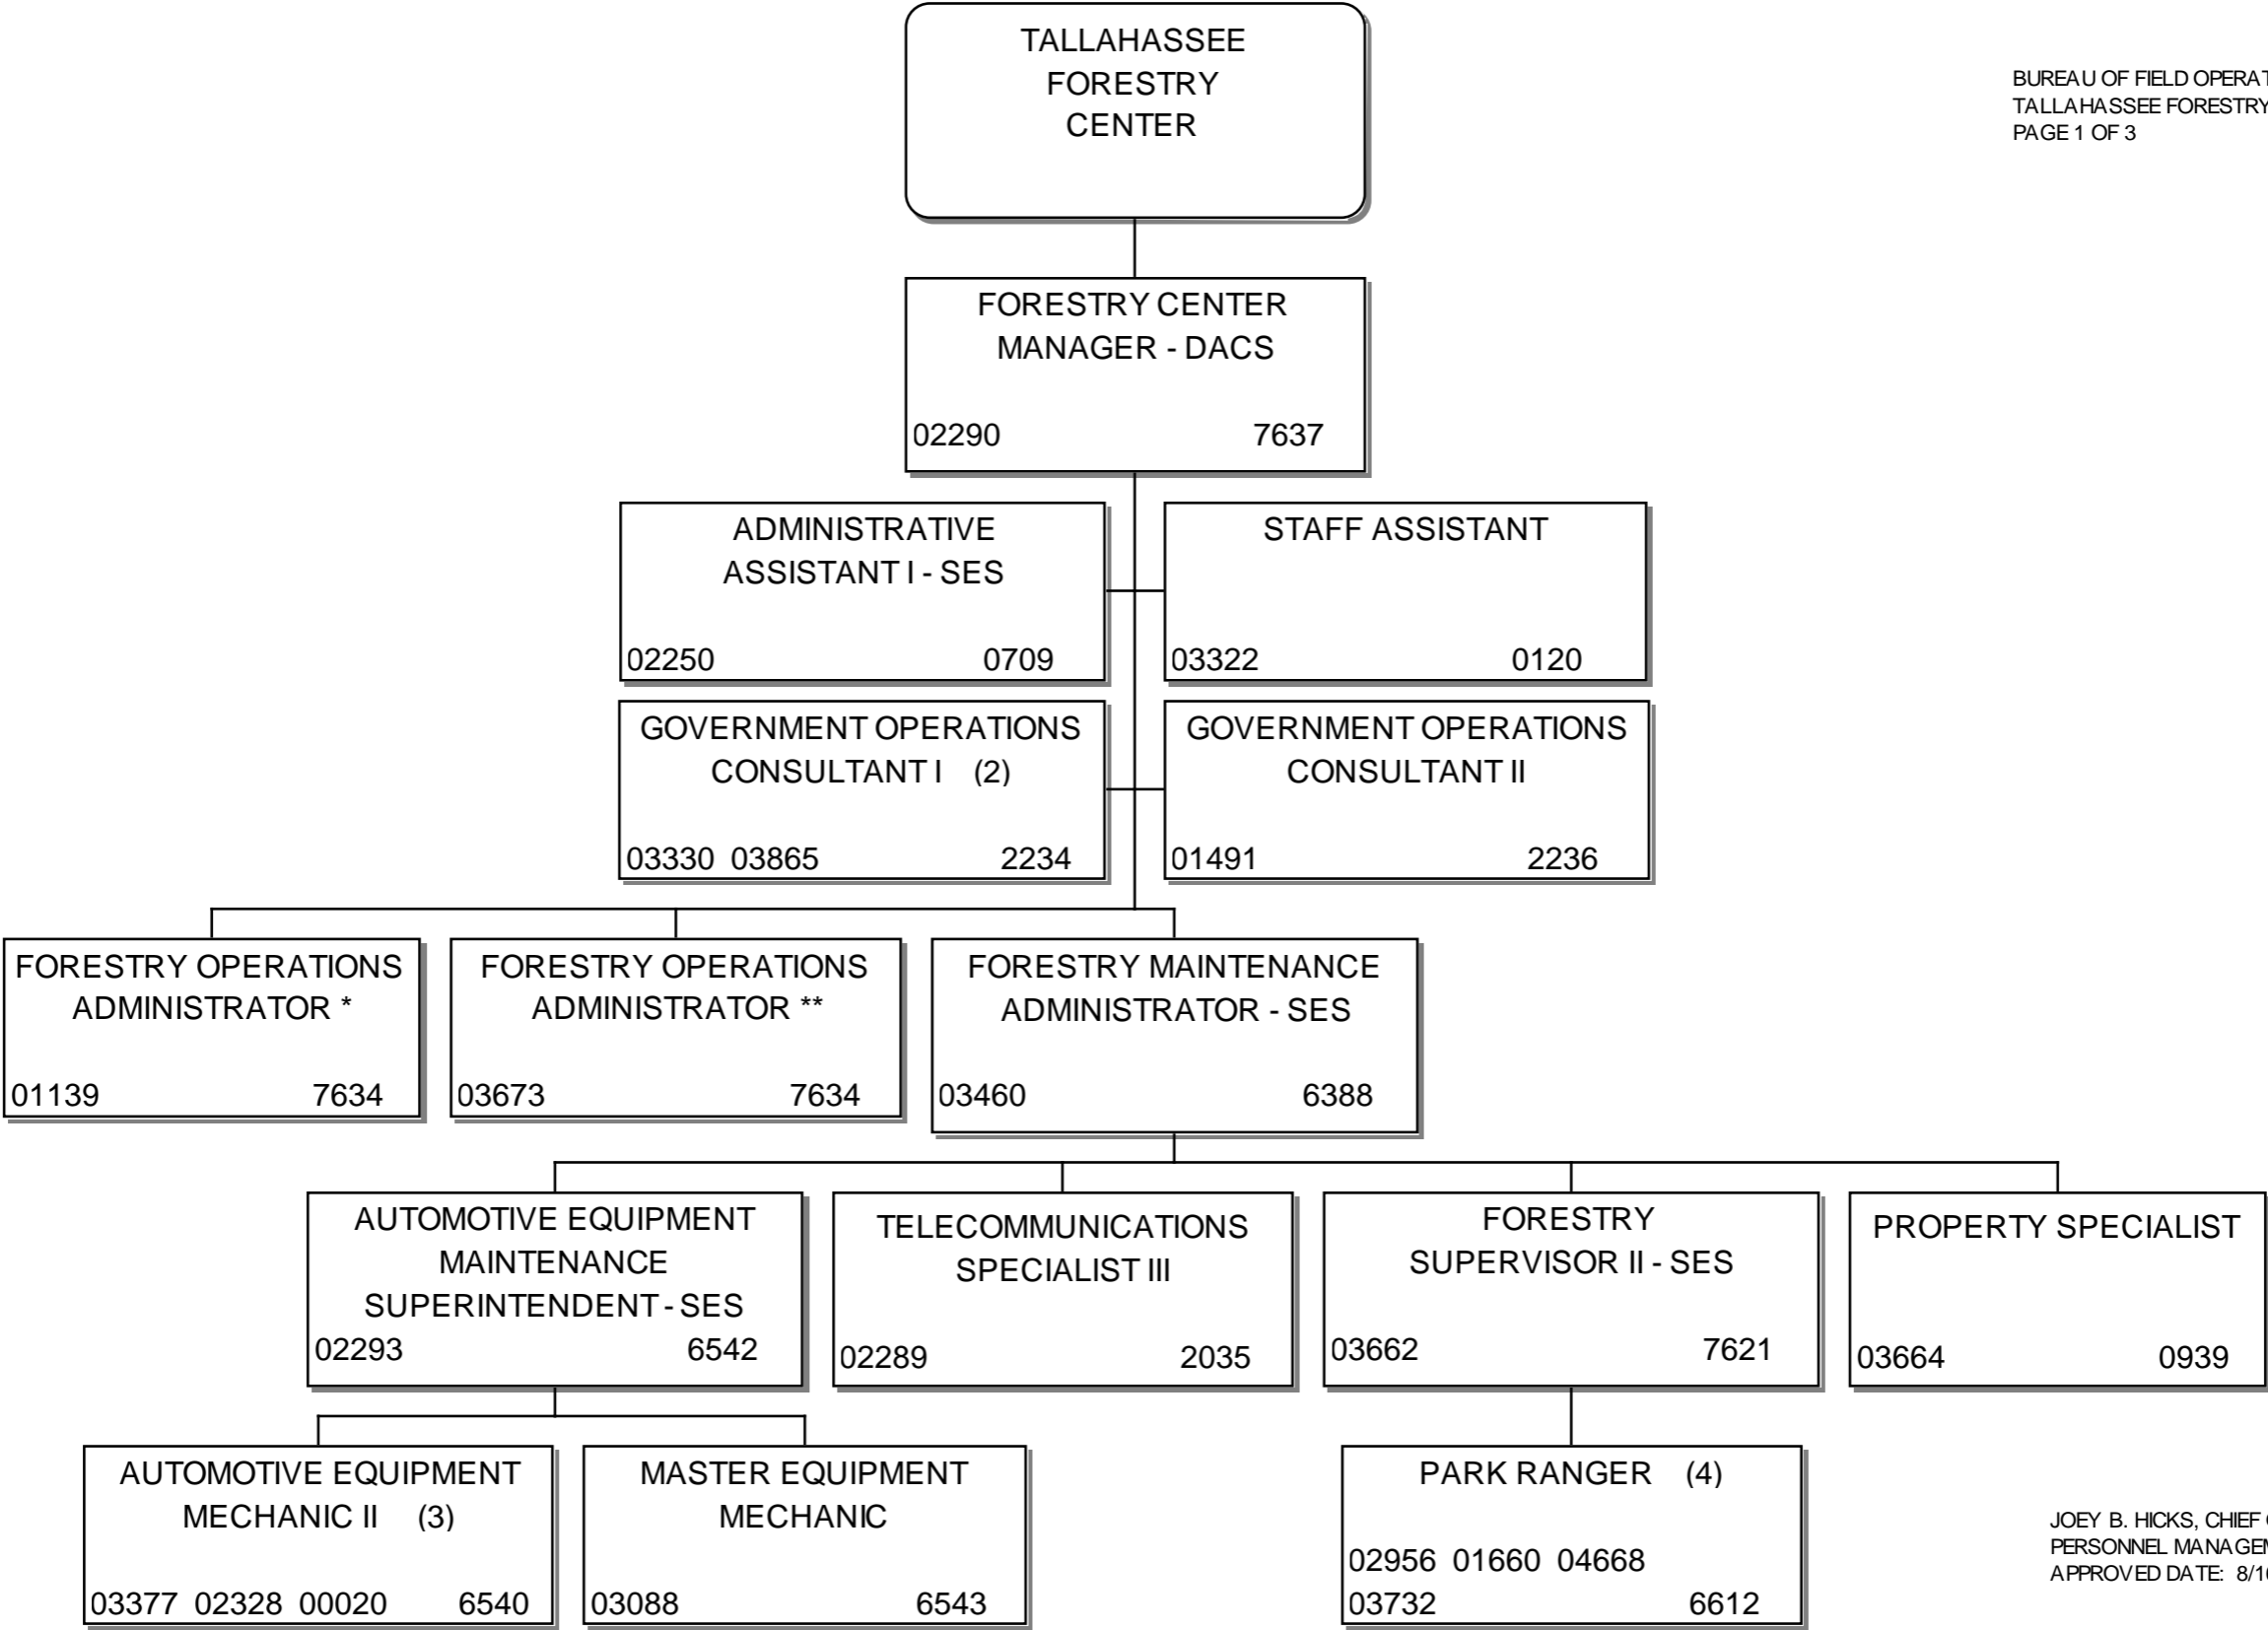 TALLAHASSEE
FORESTRY
CENTER
BUREAU OF FIELD OPERAT
TALLAHASSEE FORESTRY
PAGE 1 OF 3
FORESTRY CENTER
MANAGER - DACS
02290 7637
ADMINISTRATIVE
ASSISTANT I - SES
02250 0709
STAFF ASSISTANT
03322 0120
GOVERNMENT OPERATIONS
CONSULTANT I (2)
03330 03865 2234
GOVERNMENT OPERATIONS
CONSULTANT II
01491 2236
FORESTRY OPERATIONS
ADMINISTRATOR *
01139 7634
FORESTRY OPERATIONS
ADMINISTRATOR **
03673 7634
FORESTRY MAINTENANCE
ADMINISTRATOR - SES
03460 6388
AUTOMOTIVE EQUIPMENT
MAINTENANCE
SUPERINTENDENT - SES
02293 6542
TELECOMMUNICATIONS
SPECIALIST III
02289 2035
FORESTRY
SUPERVISOR II - SES
03662 7621
PROPERTY SPECIALIST
03664 0939
AUTOMOTIVE EQUIPMENT
MECHANIC II (3)
03377 02328 00020 6540
MASTER EQUIPMENT
MECHANIC
03088 6543
PARK RANGER (4)
02956 01660 04668
03732 6612
JOEY B. HICKS, CHIEF
PERSONNEL MANAGEM
APPROVED DATE: 8/1